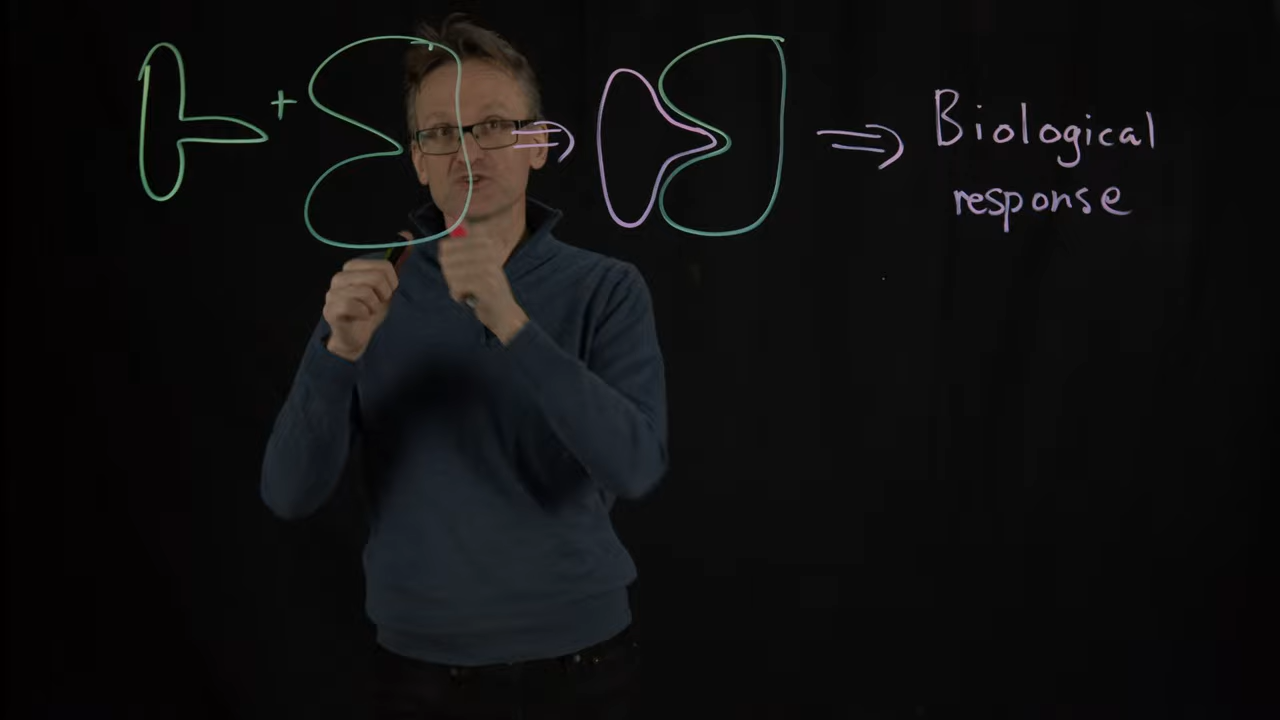 + ⇒ ⇒ Biological
response